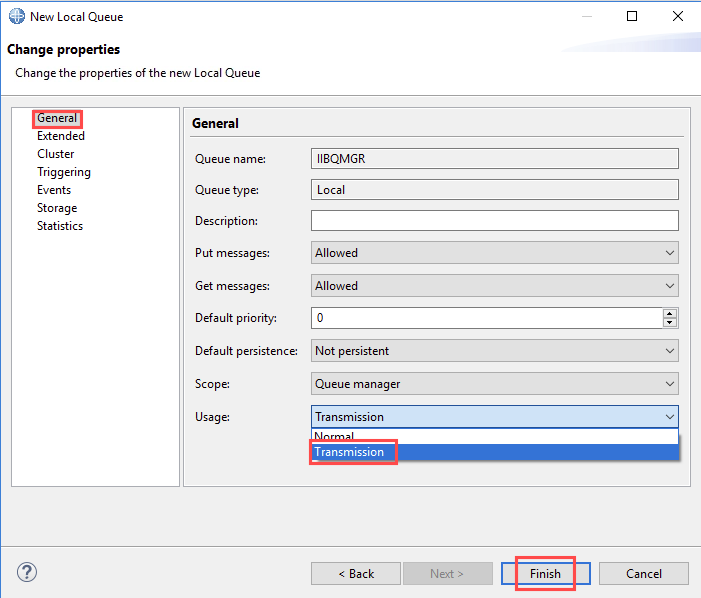 New Local Queue
Change properties
Change the properties of the new Local Queue
General
Extended
Cluster
Triggering
Events
Storage
Statistics
General
Queue name: IIBQMGR
Queue type: Local
Description:
Put messages: Allowed
Get messages: Allowed
Default priority: 0
Default persistence: Not persistent
Scope: Queue manager
Usage: Transmission
Normal
Transmission
?
< Back Next > Finish Cancel